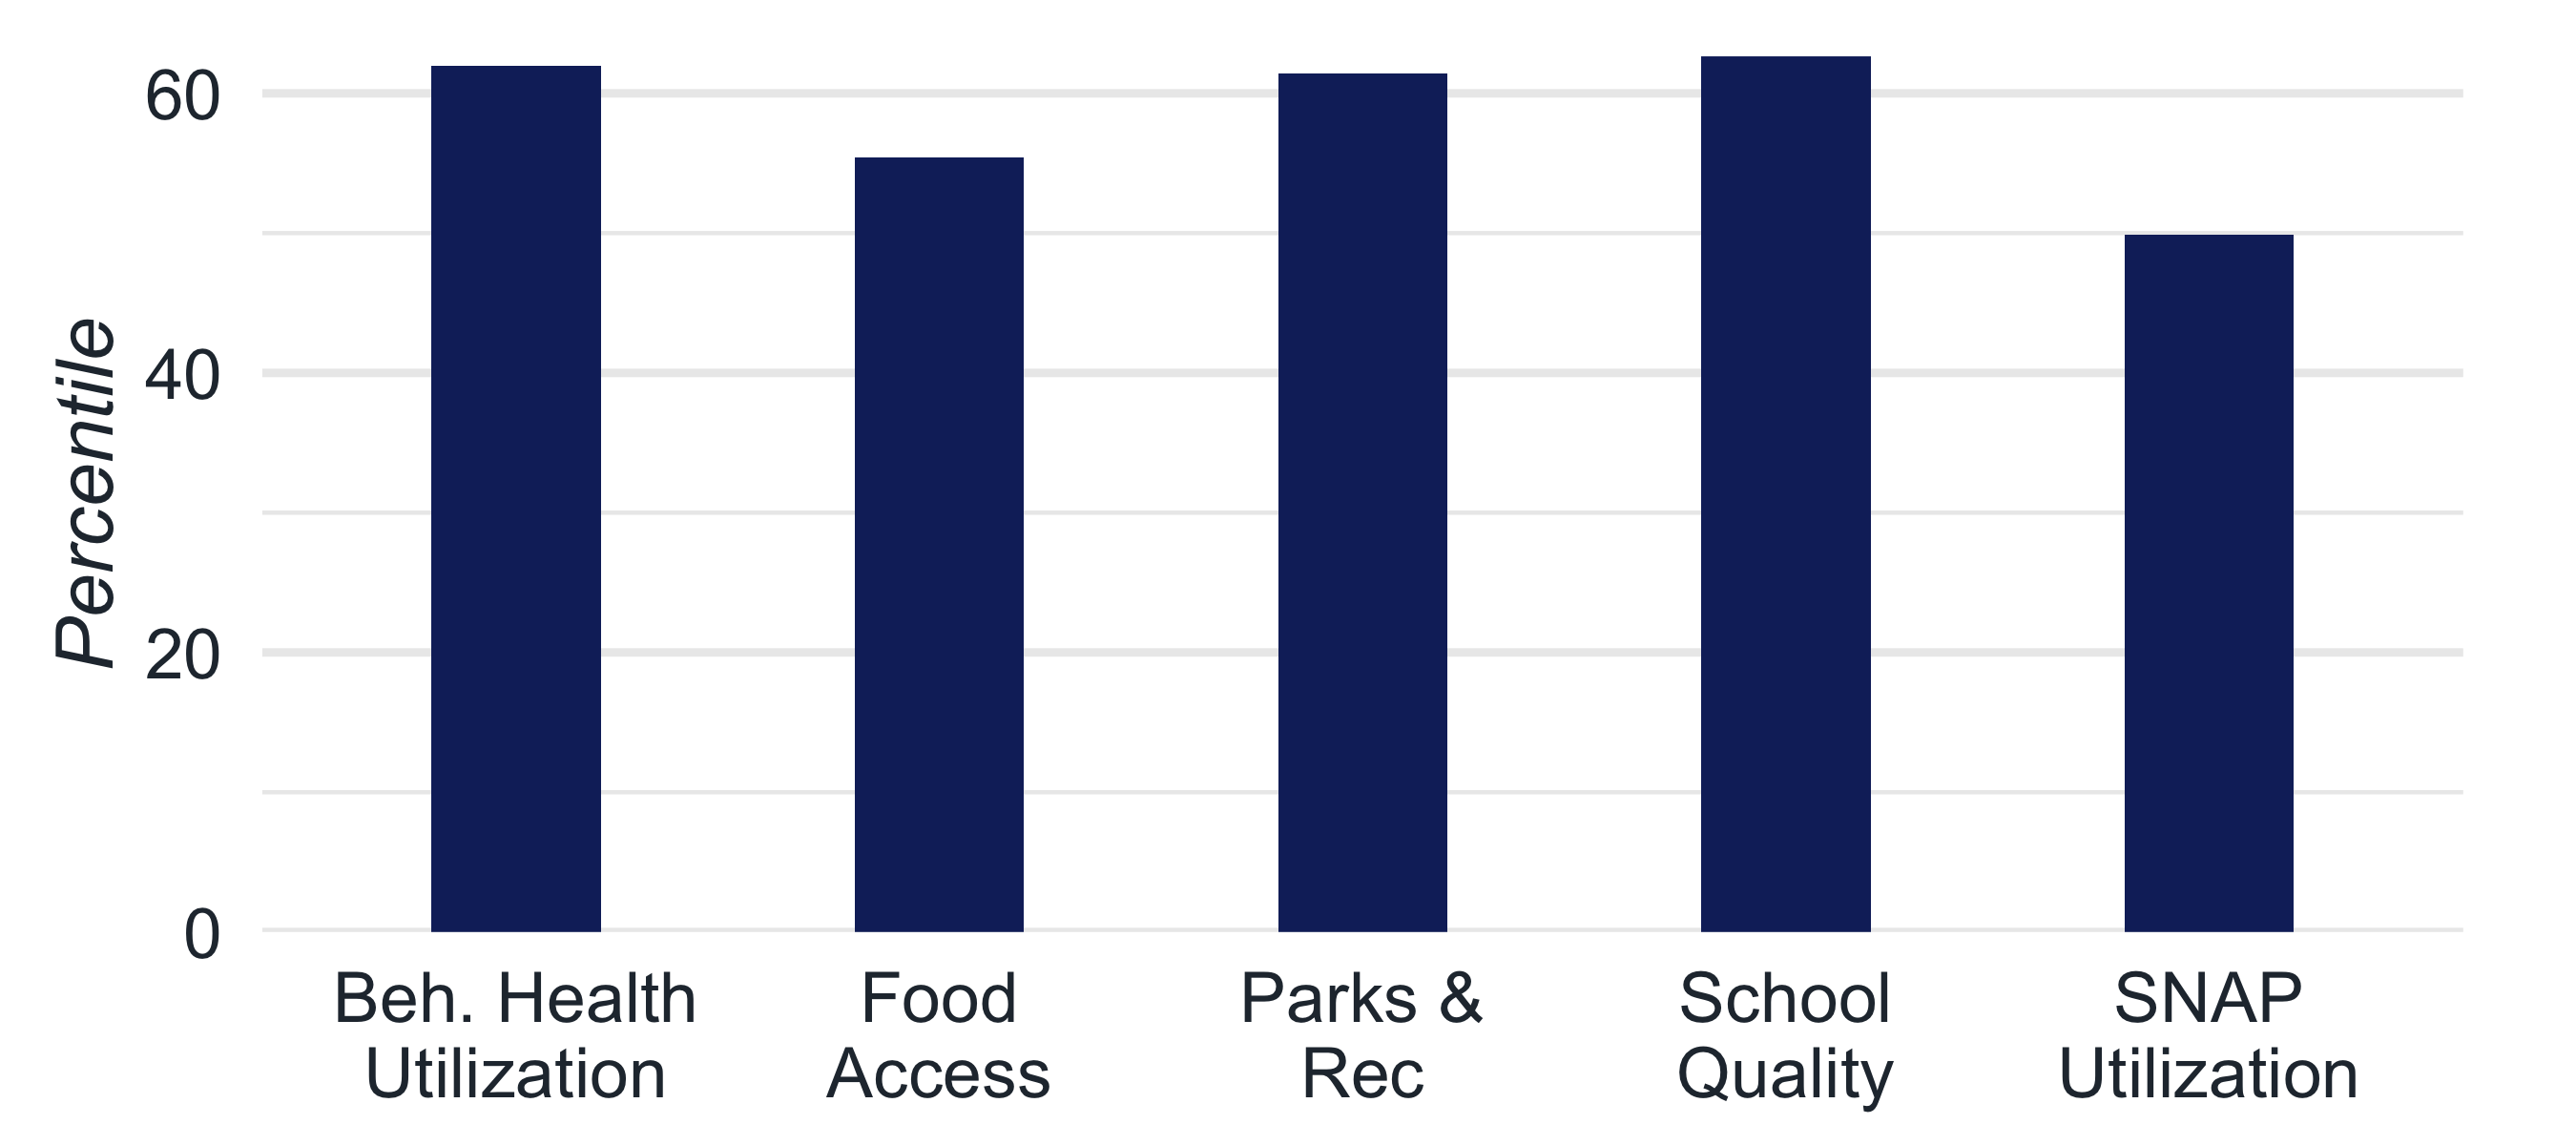 Percentile
60
40
20
0
Beh. Health
Utilization
Food
Access
Parks &
Rec
School
Quality
SNAP
Utilization